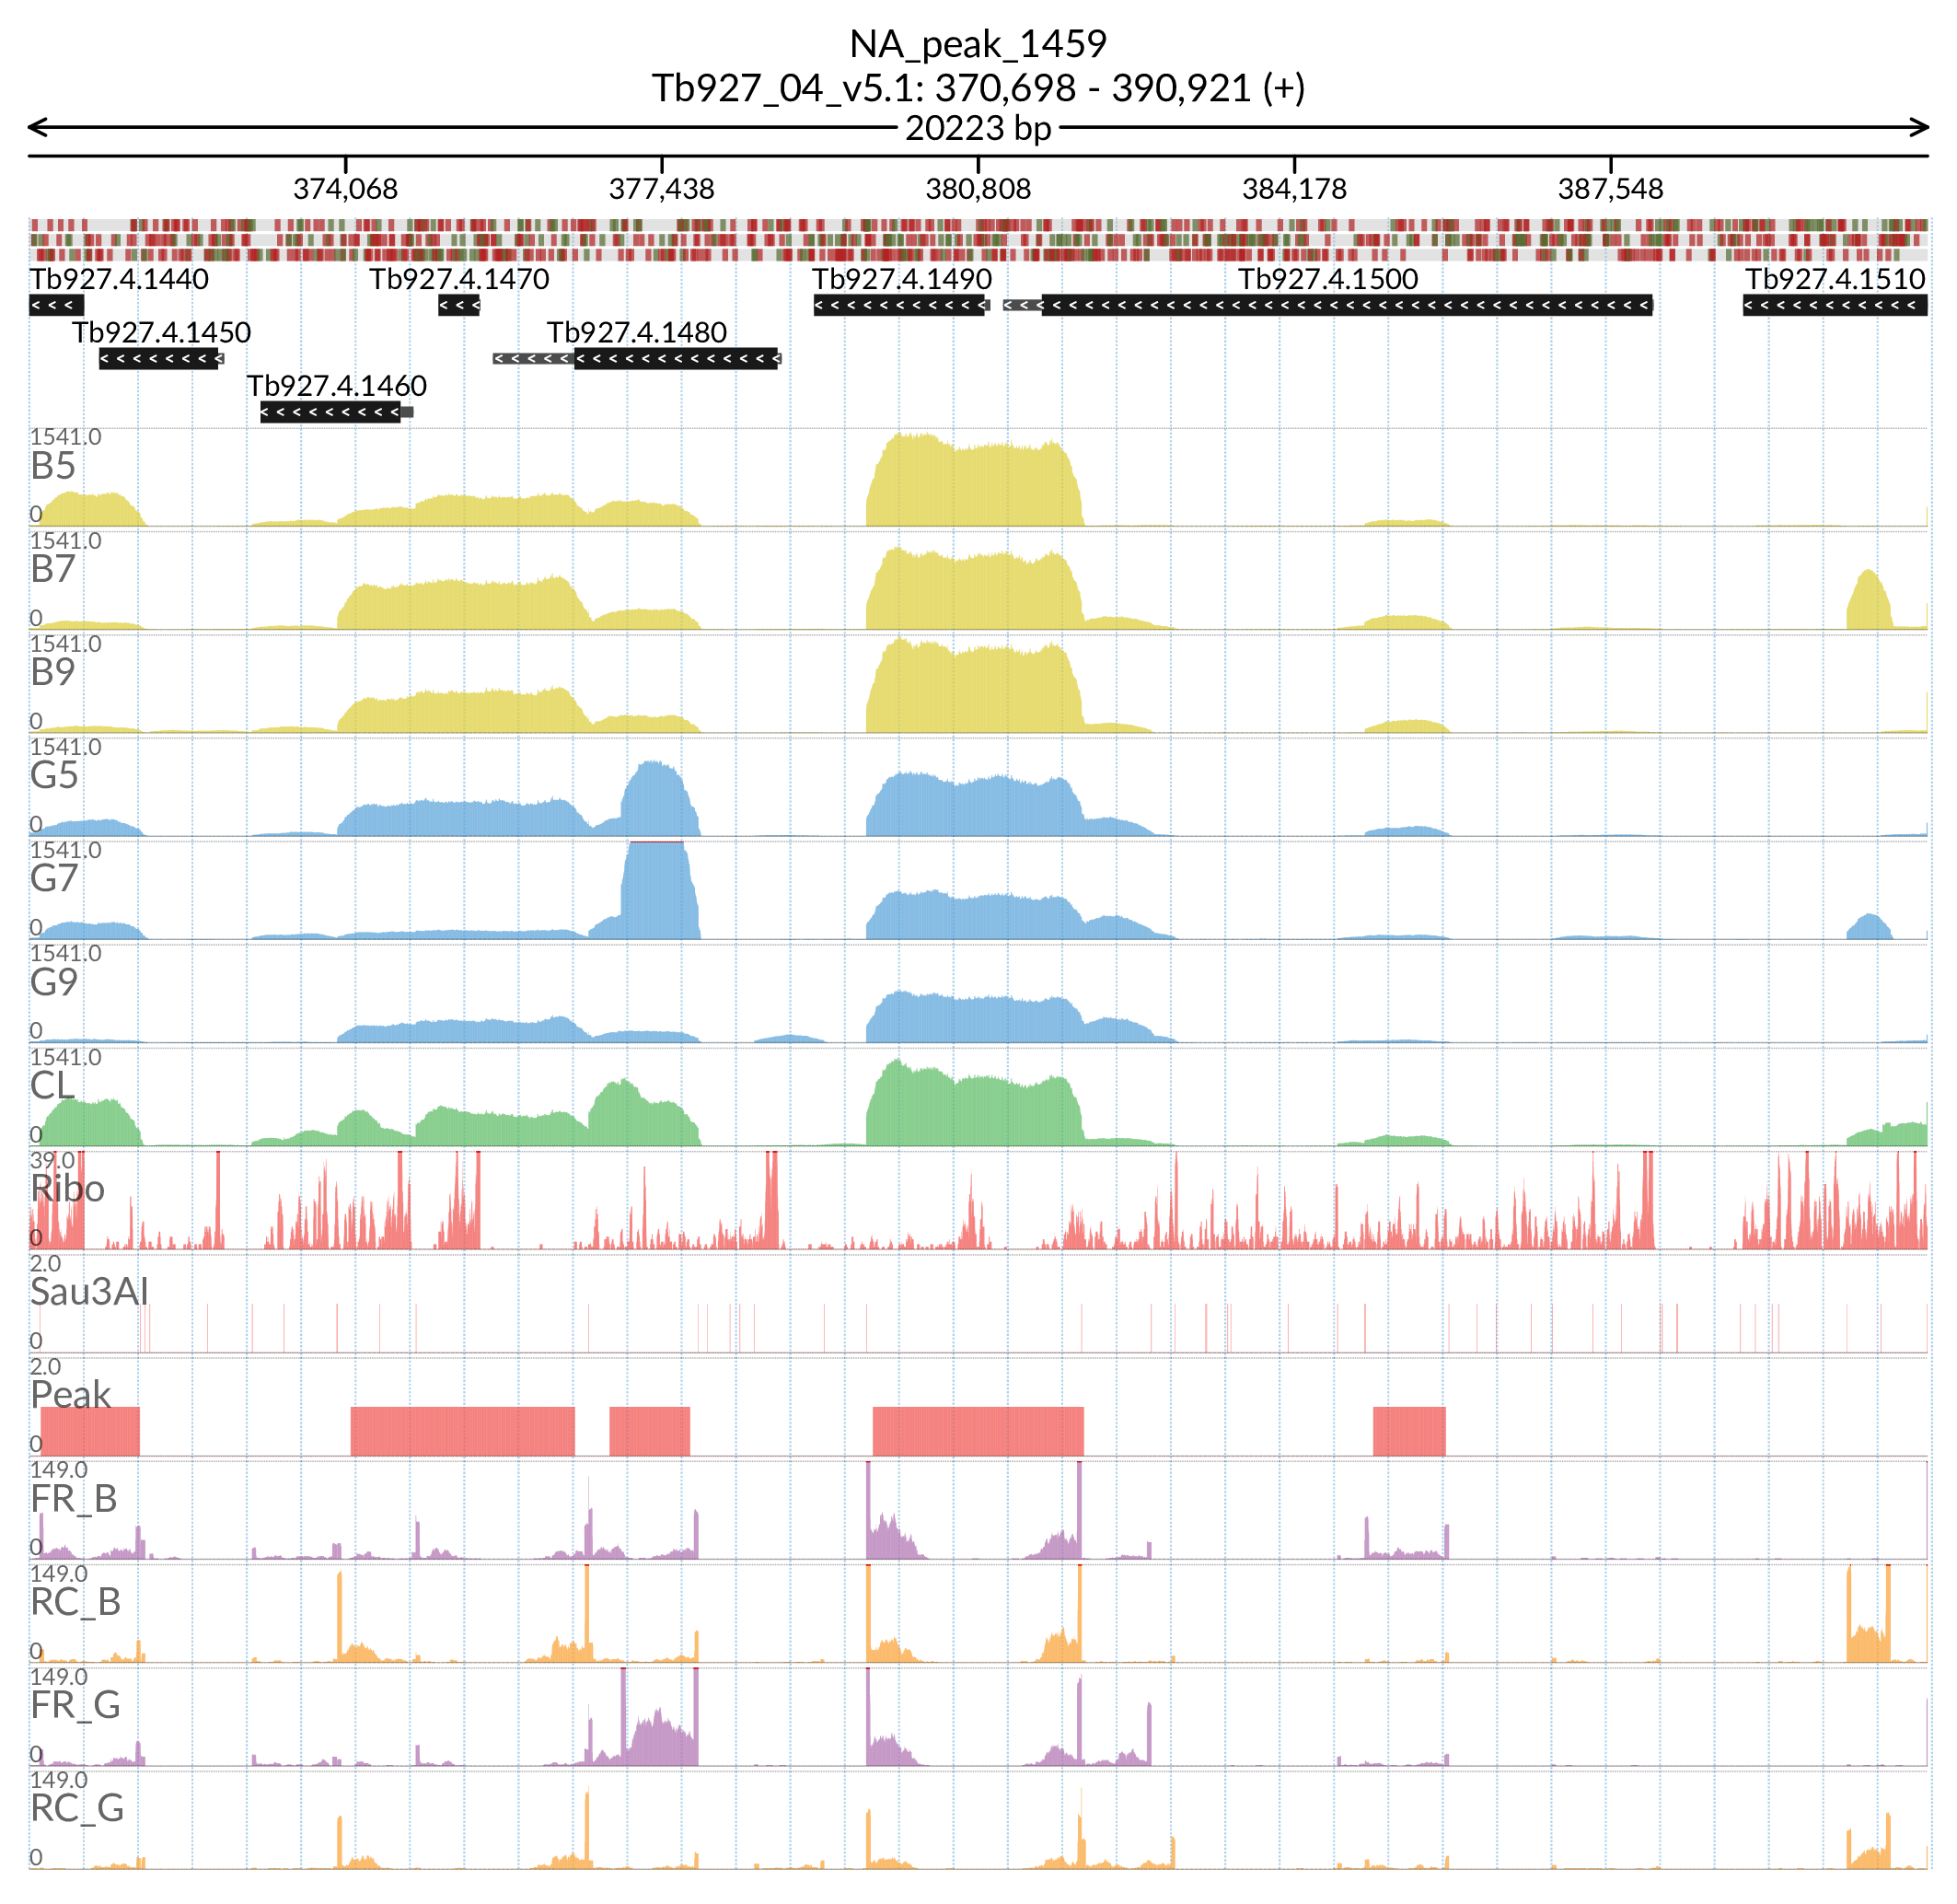 NA_peak_1459
Tb927_04_v5.1: 370,698 - 390,921 (+)
20223 bp
374,068 377,438 380,808 384,178 387,548
Tb927.4.1440 Tb927.4.1470 Tb927.4.1490 Tb927.4.1500 Tb927.4.1510
Tb927.4.1450 Tb927.4.1480
Tb927.4.1460
1541.0
B5
0
1541.0
B7
0
1541.0
B9
0
1541.0
G5
0
1541.0
G7
0
1541.0
G9
0
1541.0
CL
0
39.0
Ribo
0
2.0
Sau3AI
0
2.0
Peak
0
149.0
FR_B
0
149.0
RC_B
0
149.0
FR_G
0
149.0
RC_G
0